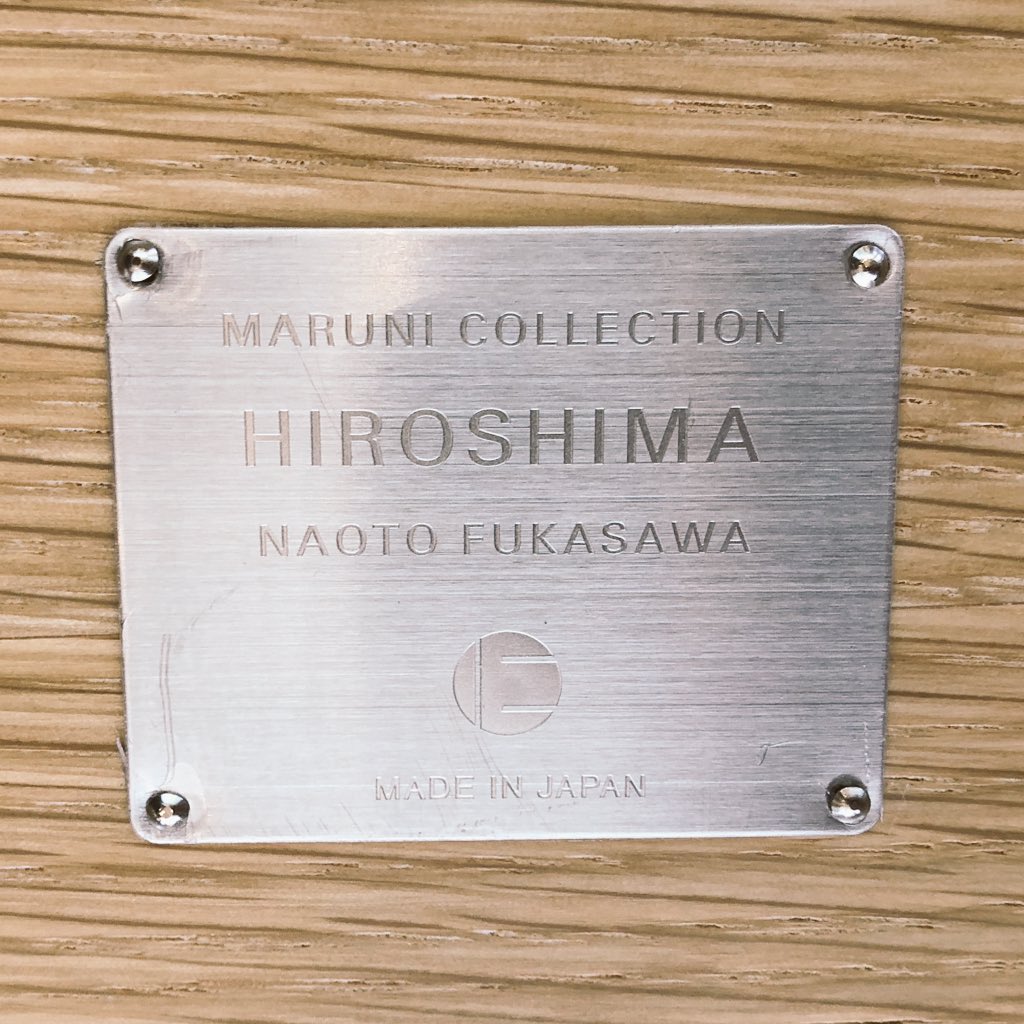 MARUNI COLLECTION
HIROSHIMA
NAOTO FUKASAWA
MADE IN JAPAN